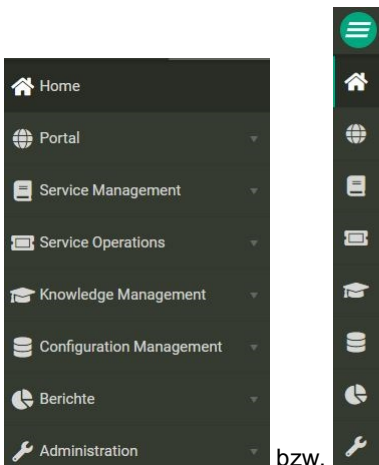 Home
Portal
Service Management
Service Operations
Knowledge Management
Configuration Management
Berichte
Administration
bzw.